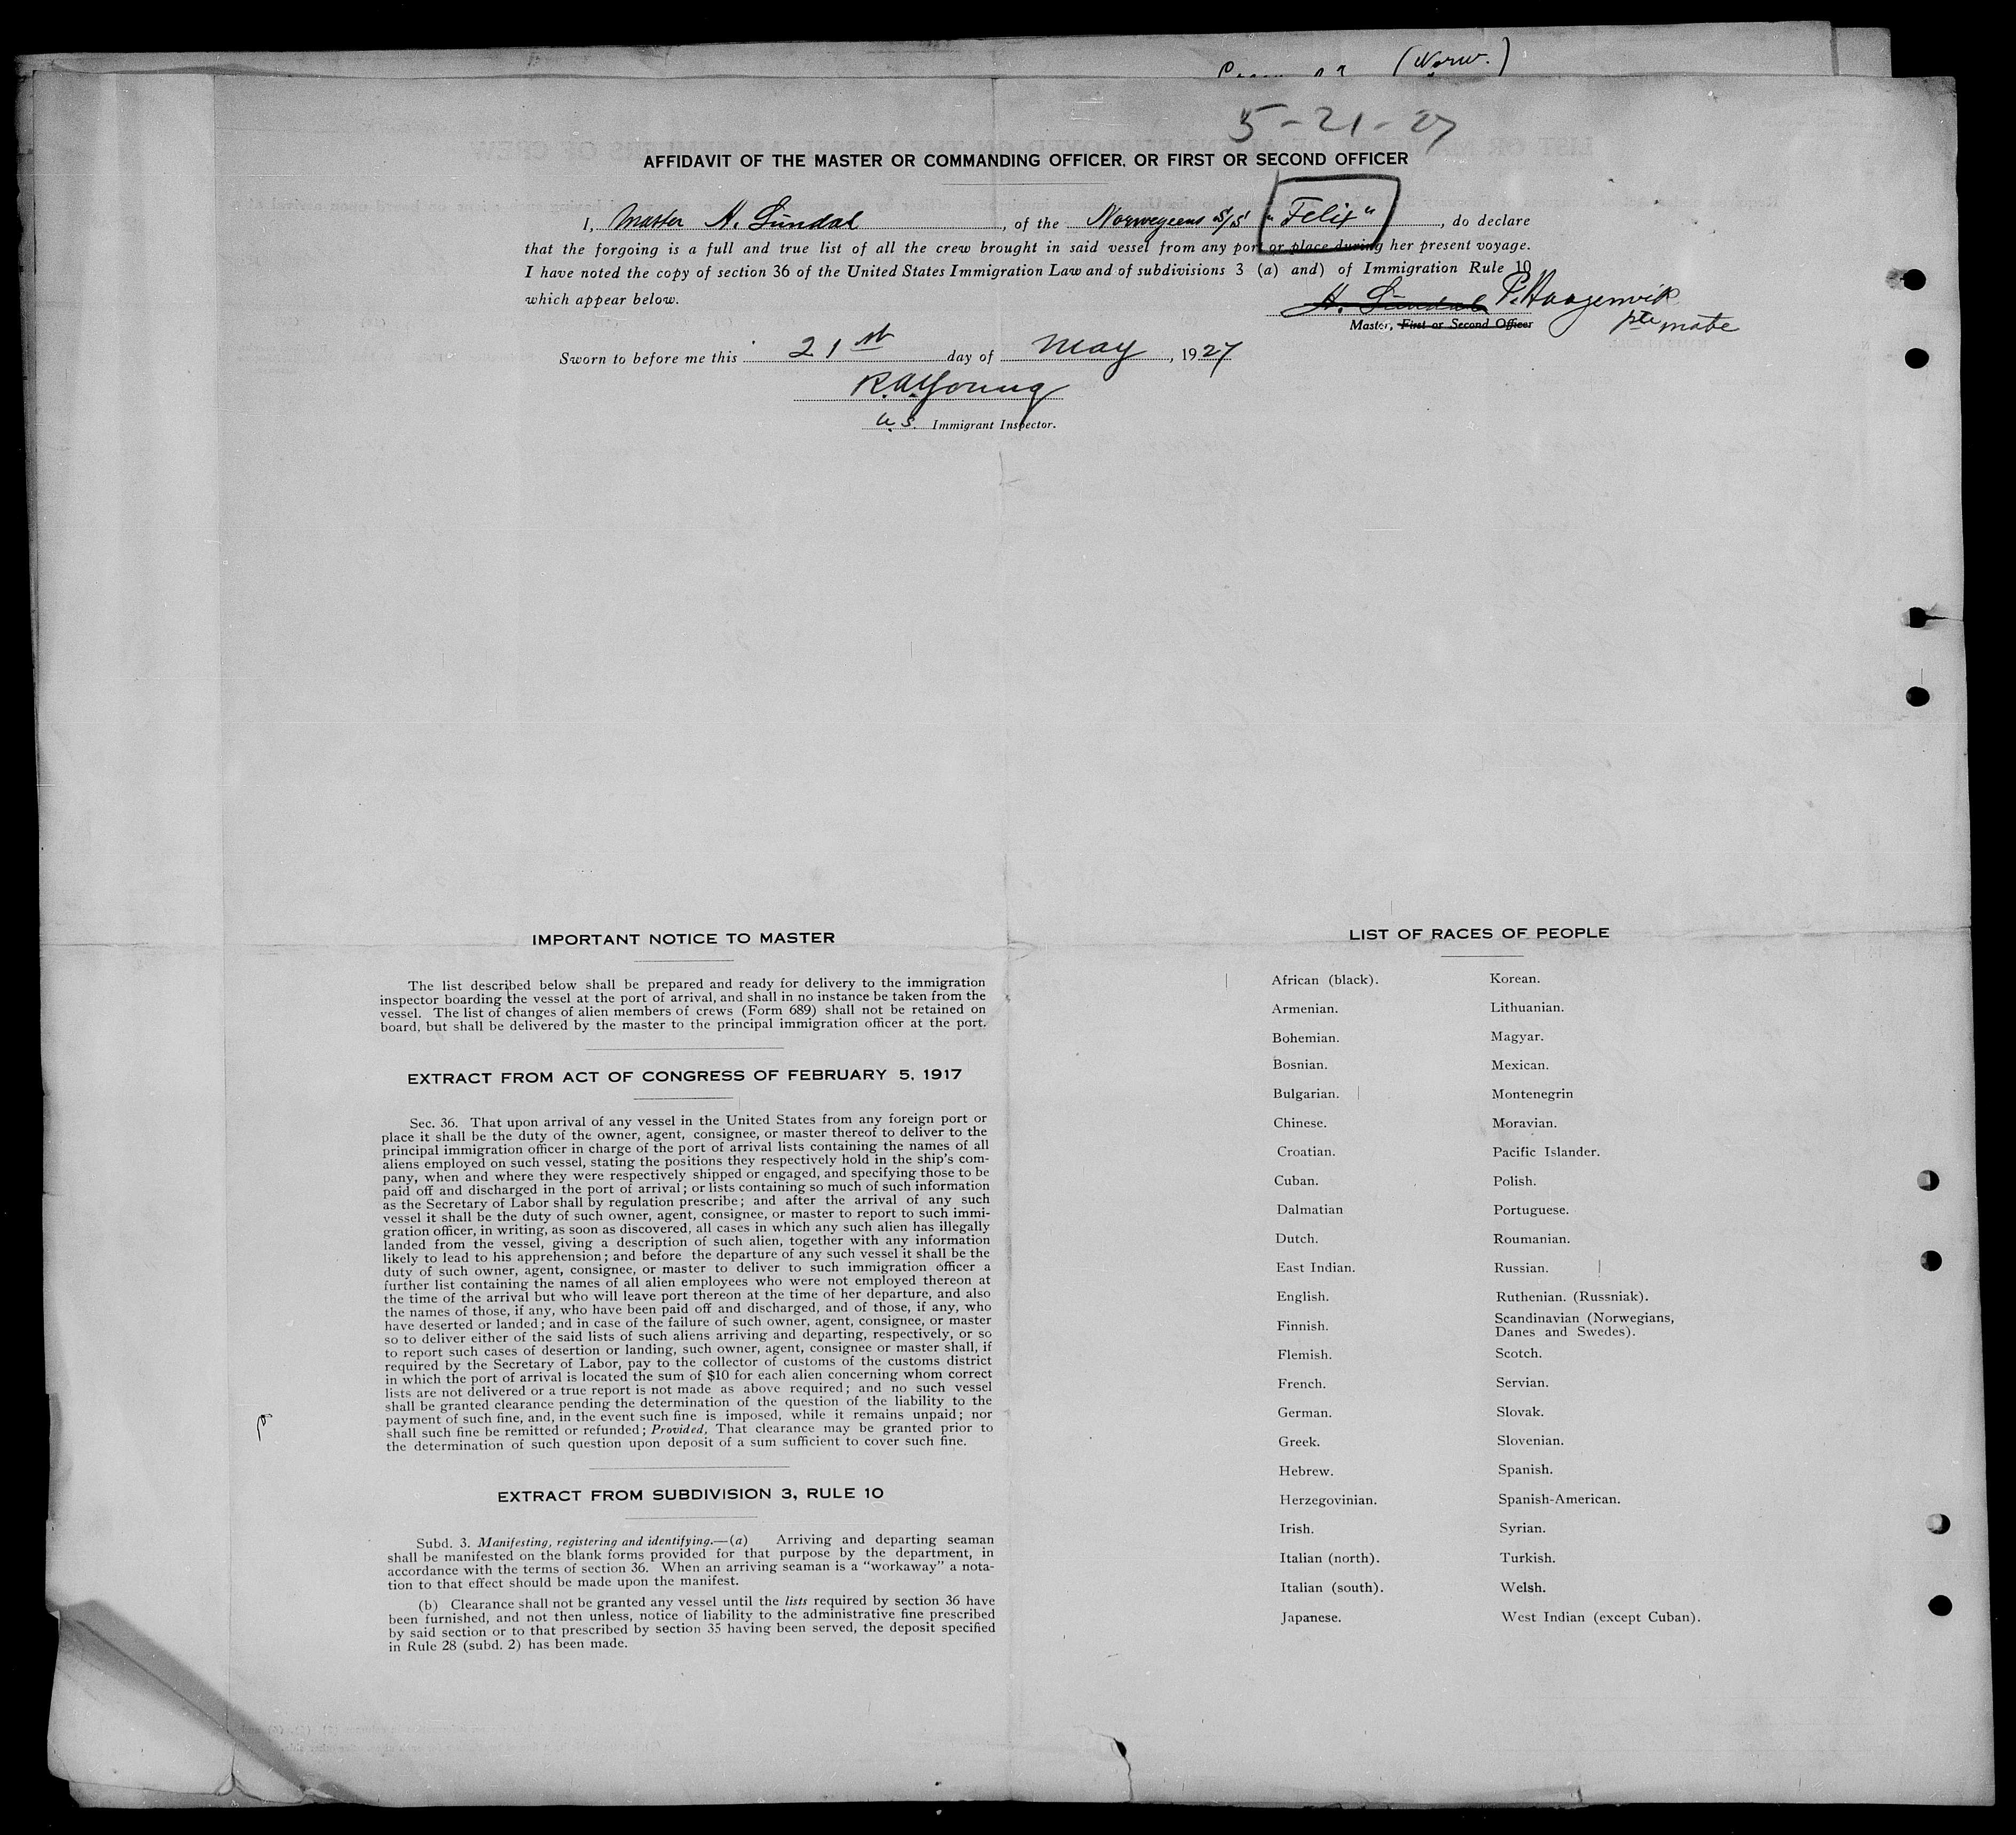 (Norw.)
5-21-27
AFFIDAVIT OF THE MASTER OR COMMANDING OFFICER, OR FIRST OR SECOND OFFICER
I, Master H. Sundal, of the Norwegiens S/S "Felix", do declare
that the forgoing is a full and true list of all the crew brought in said vessel from any port or place during her present voyage.
I have noted the copy of section 36 of the United States Immigration Law and of subdivisions 3 (a) and) of Immigration Rule 10
which appear below.
H. Sundal P. Haagenvik
Master, First or Second Officer mate
Sworn to before me this 21st day of May, 1927
R.A. Young
U.S. Immigrant Inspector.
IMPORTANT NOTICE TO MASTER
The list described below shall be prepared and ready for delivery to the immigration
inspector boarding the vessel at the port of arrival, and shall in no instance be taken from the
vessel. The list of changes of alien members of crews (Form 689) shall not be retained on
board, but shall be delivered by the master to the principal immigration officer at the port.
EXTRACT FROM ACT OF CONGRESS OF FEBRUARY 5, 1917
Sec. 36. That upon arrival of any vessel in the United States from any foreign port or
place it shall be the duty of the owner, agent, consignee, or master thereof to deliver to the
principal immigration officer in charge of the port of arrival lists containing the names of all
aliens employed on such vessel, stating the positions they respectively hold in the ship's com-
pany, when and where they were respectively shipped or engaged, and specifying those to be
paid off and discharged in the port of arrival; or lists containing so much of such information
as the Secretary of Labor shall by regulation prescribe; and after the arrival of any such
vessel it shall be the duty of such owner, agent, consignee, or master to report to such immi-
gration officer, in writing, as soon as discovered, all cases in which any such alien has illegally
landed from the vessel, giving a description of such alien, together with any information
likely to lead to his apprehension; and before the departure of any such vessel it shall be the
duty of such owner, agent, consignee, or master to deliver to such immigration officer a
further list containing the names of all alien employees who were not employed thereon at
the time of the arrival but who will leave port thereon at the time of her departure, and also
the names of those, if any, who have been paid off and discharged, and of those, if any, who
have deserted or landed; and in case of the failure of such owner, agent, consignee, or master
so to deliver either of the said lists of such aliens arriving and departing, respectively, or so
to report such cases of desertion or landing, such owner, agent, consignee or master shall, if
required by the Secretary of Labor, pay to the collector of customs of the customs district
in which the port of arrival is located the sum of $10 for each alien concerning whom correct
lists are not delivered or a true report is not made as above required; and no such vessel
shall be granted clearance pending the determination of the question of the liability to the
payment of such fine, and, in the event such fine is imposed, while it remains unpaid; nor
shall such fine be remitted or refunded; Provided, That clearance may be granted prior to
the determination of such question upon deposit of a sum sufficient to cover such fine.
EXTRACT FROM SUBDIVISION 3, RULE 10
Subd. 3. Manifesting, registering and identifying.—(a) Arriving and departing seaman
shall be manifested on the blank forms provided for that purpose by the department, in
accordance with the terms of section 36. When an arriving seaman is a "workaway" a nota-
tion to that effect should be made upon the manifest.
(b) Clearance shall not be granted any vessel until the lists required by section 36 have
been furnished, and not then unless, notice of liability to the administrative fine prescribed
by said section or to that prescribed by section 35 having been served, the deposit specified
in Rule 28 (subd. 2) has been made.
LIST OF RACES OF PEOPLE
African (black).
Armenian.
Bohemian.
Bosnian.
Bulgarian.
Chinese.
Croatian.
Cuban.
Dalmatian
Dutch.
East Indian.
English.
Finnish.
Flemish.
French.
German.
Greek.
Hebrew.
Herzegovinian.
Irish.
Italian (north).
Italian (south).
Japanese.
Korean.
Lithuanian.
Magyar.
Mexican.
Montenegrin
Moravian.
Pacific Islander.
Polish.
Portuguese.
Roumanian.
Russian.
Ruthenian. (Russniak).
Scandinavian (Norwegians,
Danes and Swedes).
Scotch.
Servian.
Slovak.
Slovenian.
Spanish.
Spanish-American.
Syrian.
Turkish.
Welsh.
West Indian (except Cuban).